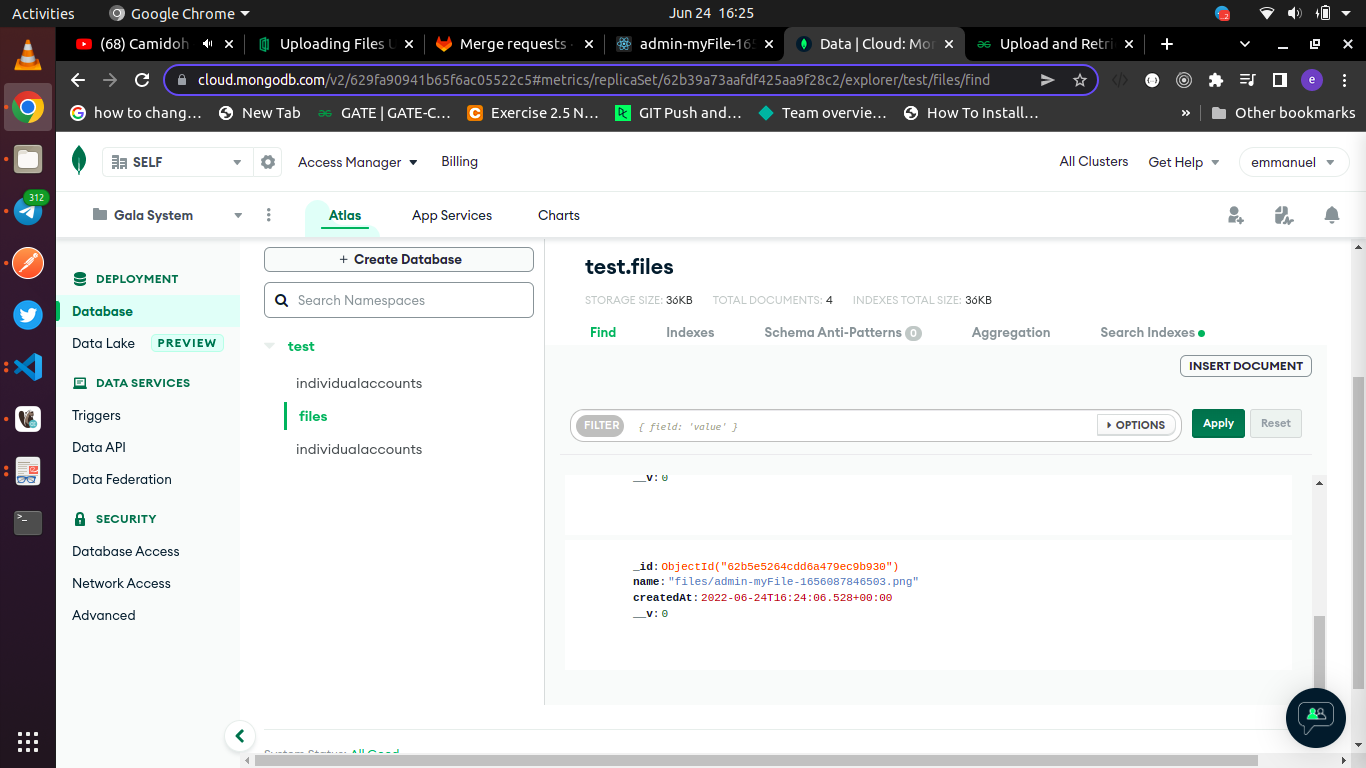 Activities
Google Chrome
Jun 24 16:25
2
(68) Camidoh
Uploading Files U
Merge requests ·
admin-myFile-165
Data | Cloud: Mon
Upload and Retri
cloud.mongodb.com/v2/629fa90941b65f6ac05522c5#metrics/replicaSet/62b39a73aafdf425aa9f28c2/explorer/test/files/find
e
how to chang…
New Tab
GATE | GATE-C…
Exercise 2.5 N…
GIT Push and…
Team overvie…
How To Install…
»
Other bookmarks
SELF
Access Manager
Billing
All Clusters
Get Help
emmanuel
312
Gala System
Atlas
App Services
Charts
DEPLOYMENT
Database
Data Lake
PREVIEW
DATA SERVICES
Triggers
Data API
Data Federation
SECURITY
Database Access
Network Access
Advanced
+ Create Database
Search Namespaces
test
individualaccounts
files
individualaccounts
test.files
STORAGE SIZE: 36KB TOTAL DOCUMENTS: 4 INDEXES TOTAL SIZE: 36KB
Find
Indexes
Schema Anti-Patterns 0
Aggregation
Search Indexes
INSERT DOCUMENT
FILTER
{ field: 'value' }
OPTIONS
Apply
Reset
__v: 0
_id: ObjectId("62b5e5264cdd6a479ec9b930")
name: "files/admin-myFile-1656087846503.png"
createdAt: 2022-06-24T16:24:06.528+00:00
__v: 0
System Status: All Good